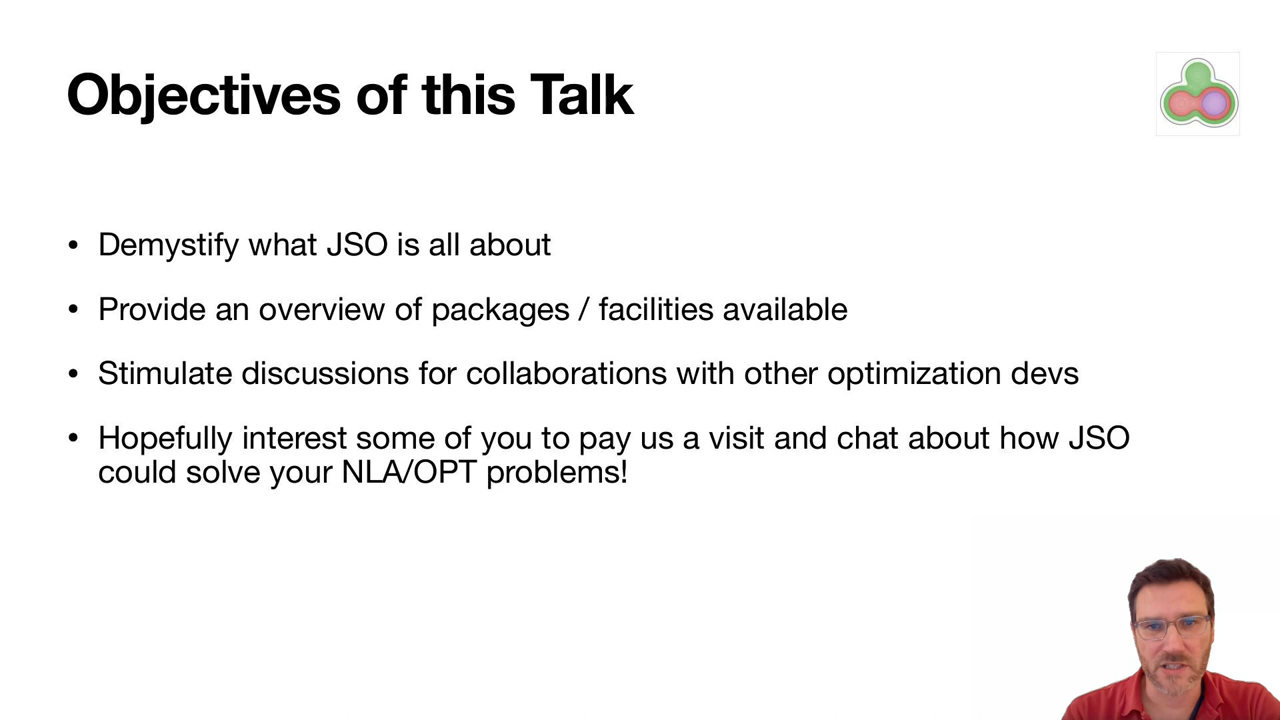 Objectives of this Talk
• Demystify what JSO is all about
• Provide an overview of packages / facilities available
• Stimulate discussions for collaborations with other optimization devs
• Hopefully interest some of you to pay us a visit and chat about how JSO
could solve your NLA/OPT problems!